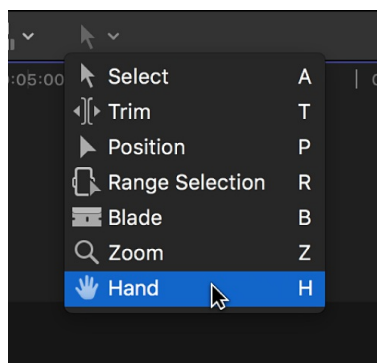 :05:00
Select A
Trim T
Position P
Range Selection R
Blade B
Zoom Z
Hand H